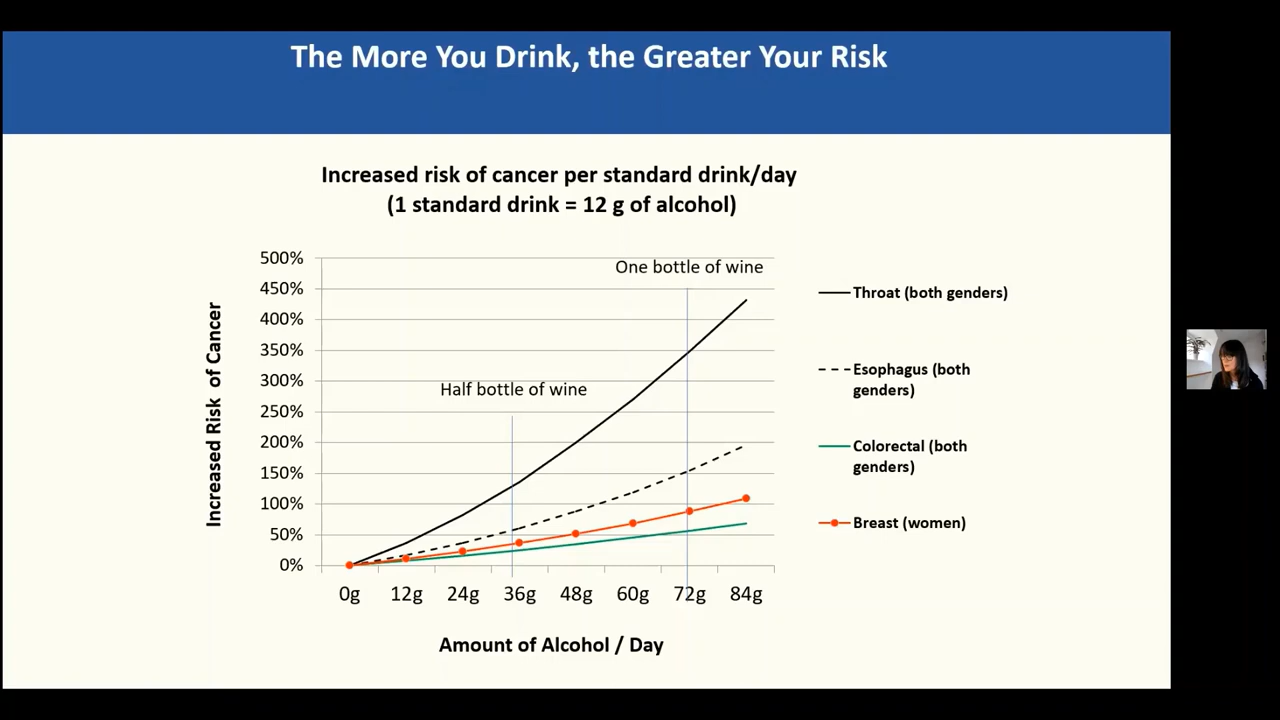 The More You Drink, the Greater Your Risk
Increased risk of cancer per standard drink/day
(1 standard drink = 12 g of alcohol)
500%
450%
400%
350%
300%
250%
200%
150%
100%
50%
0%
Increased Risk of Cancer
One bottle of wine
Half bottle of wine
0g 12g 24g 36g 48g 60g 72g 84g
Amount of Alcohol / Day
Throat (both genders)
Esophagus (both
genders)
Colorectal (both
genders)
Breast (women)